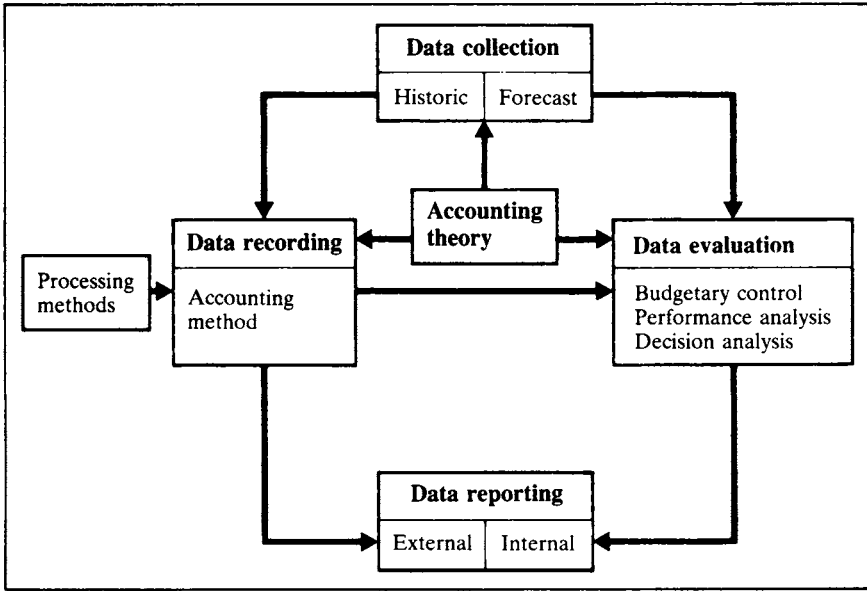 Data collection
Historic
Forecast
Accounting
theory
Data recording
Accounting
method
Processing
methods
Data evaluation
Budgetary control
Performance analysis
Decision analysis
Data reporting
External
Internal